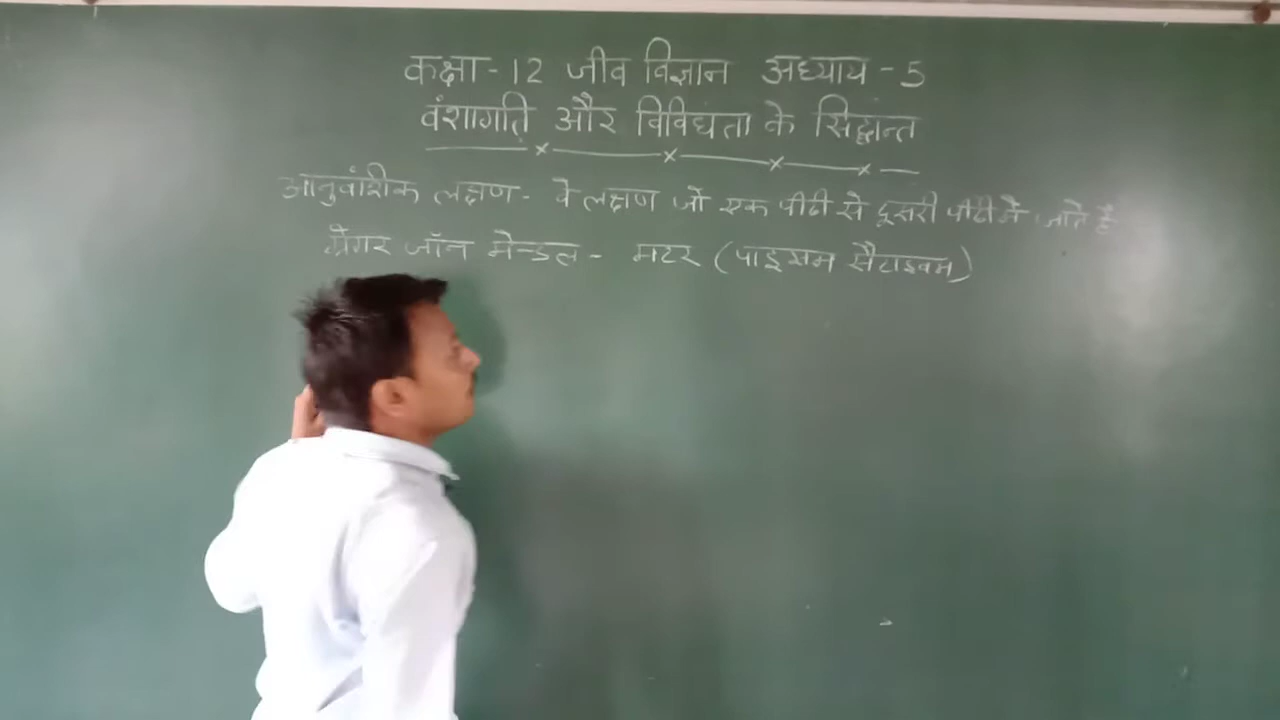 कक्षा - 12 जीव विज्ञान अध्याय - 5
वंशागति और विविधता के सिद्धान्त
आनुवांशीक लक्षण - वे लक्षण जो एक पीढी से दूसरी पीढी में जाते है
ग्रेगर जॉन मेन्डल - मटर (पाइसम सैटाइवम)